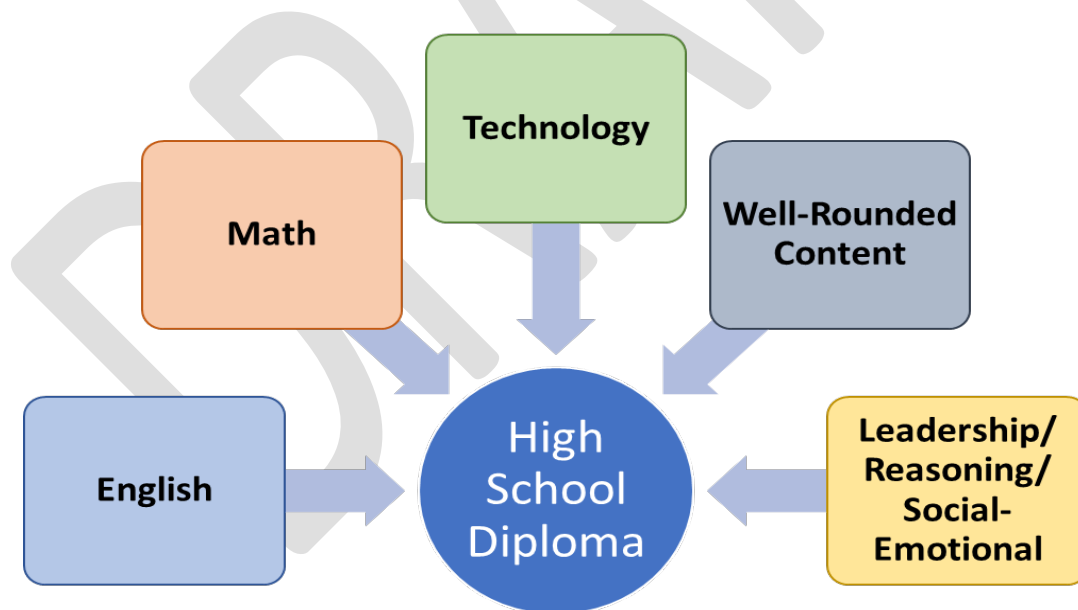 Technology
Math
Well-Rounded
Content
English
High
School
Diploma
Leadership/
Reasoning/
Social-
Emotional